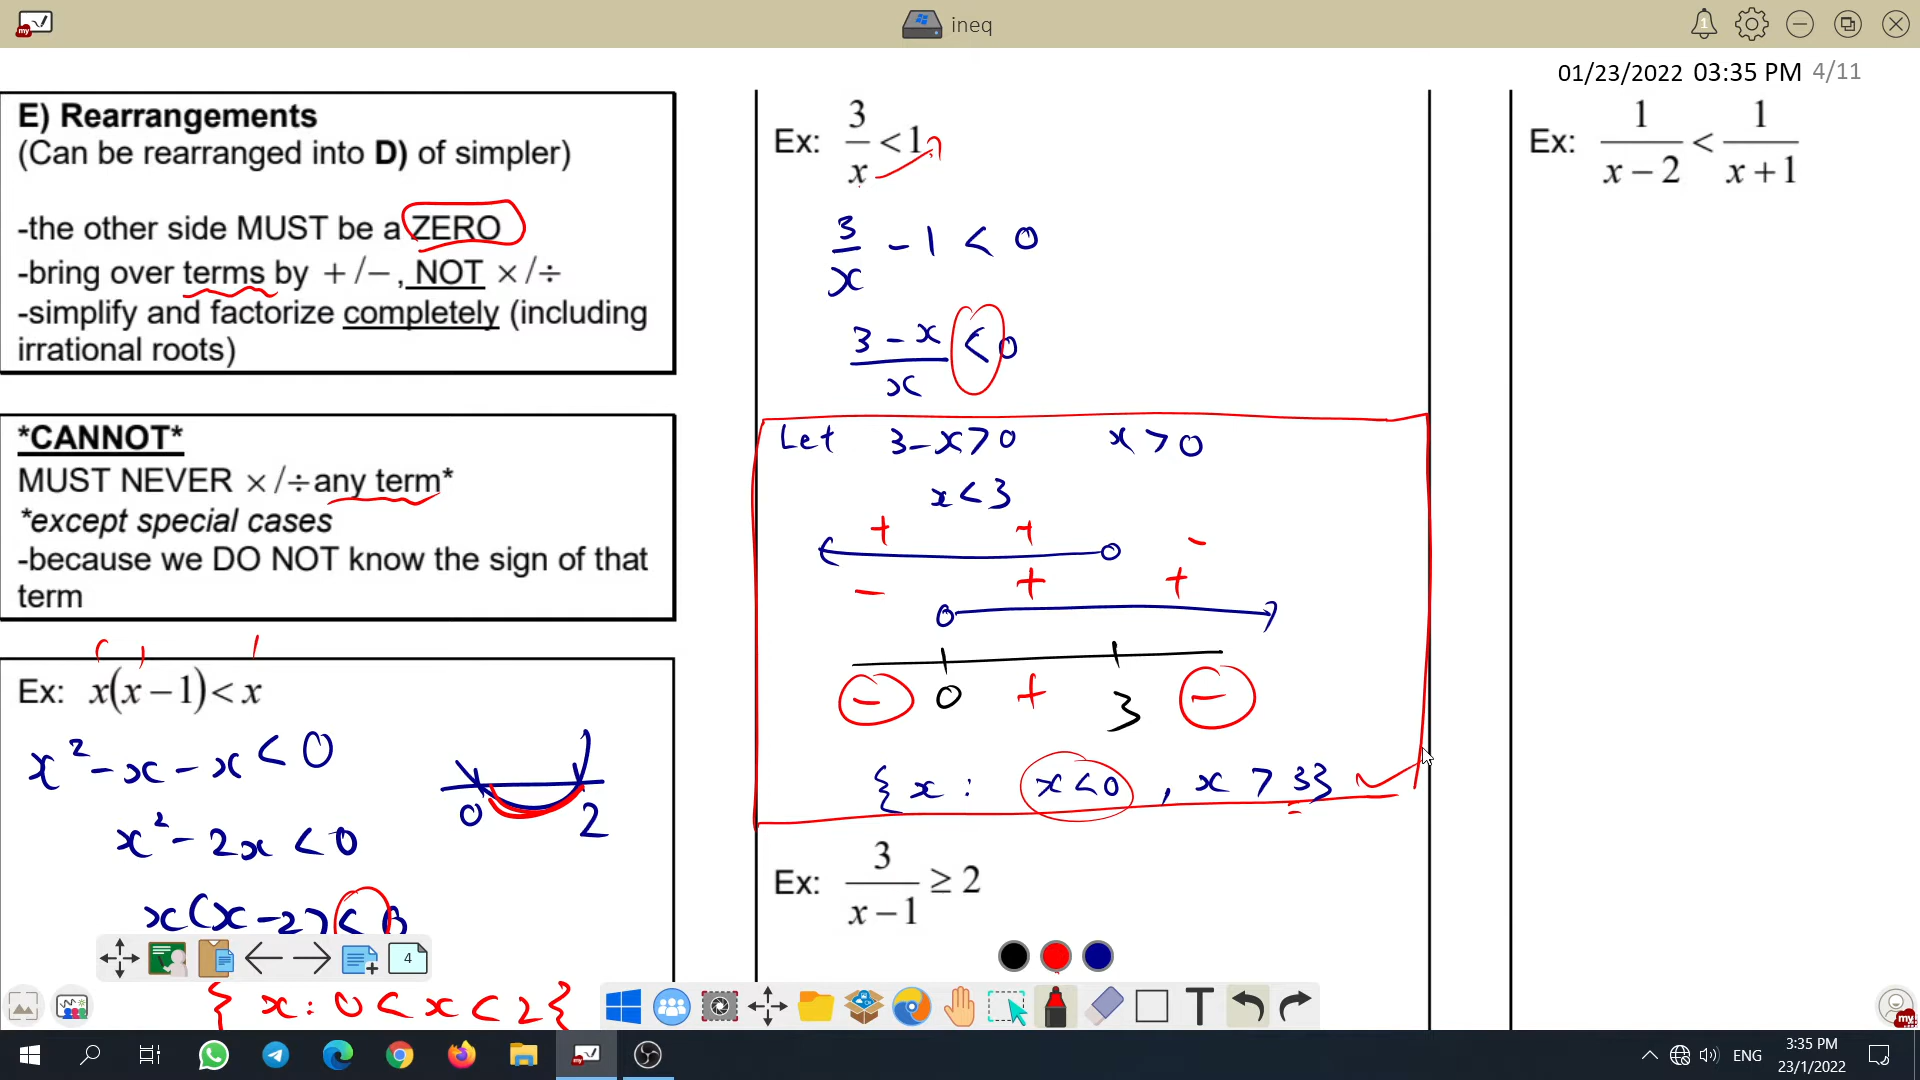 ineq
01/23/2022 03:35 PM 4/11
E) Rearrangements
(Can be rearranged into D) of simpler)
-the other side MUST be a ZERO
-bring over terms by + / −, NOT × / ÷
-simplify and factorize completely (including
irrational roots)
*CANNOT*
MUST NEVER × / ÷ any term*
*except special cases
-because we DO NOT know the sign of that
term
Ex: x(x − 1) < x
x² − x − x < 0
x² − 2x < 0
x(x − 2) < 0
0 2
{ x : 0 < x < 2 }
Ex: 3/x < 1
3/x − 1 < 0
(3 − x)/x < 0
Let 3 − x > 0 x > 0
x < 3
+ + −
− + +
− 0 + 3 −
{ x : x < 0 , x > 3 }
Ex: 3/(x − 1) ≥ 2
Ex: 1/(x − 2) < 1/(x + 1)
4
T
my
my
1
ENG
3:35 PM
23/1/2022